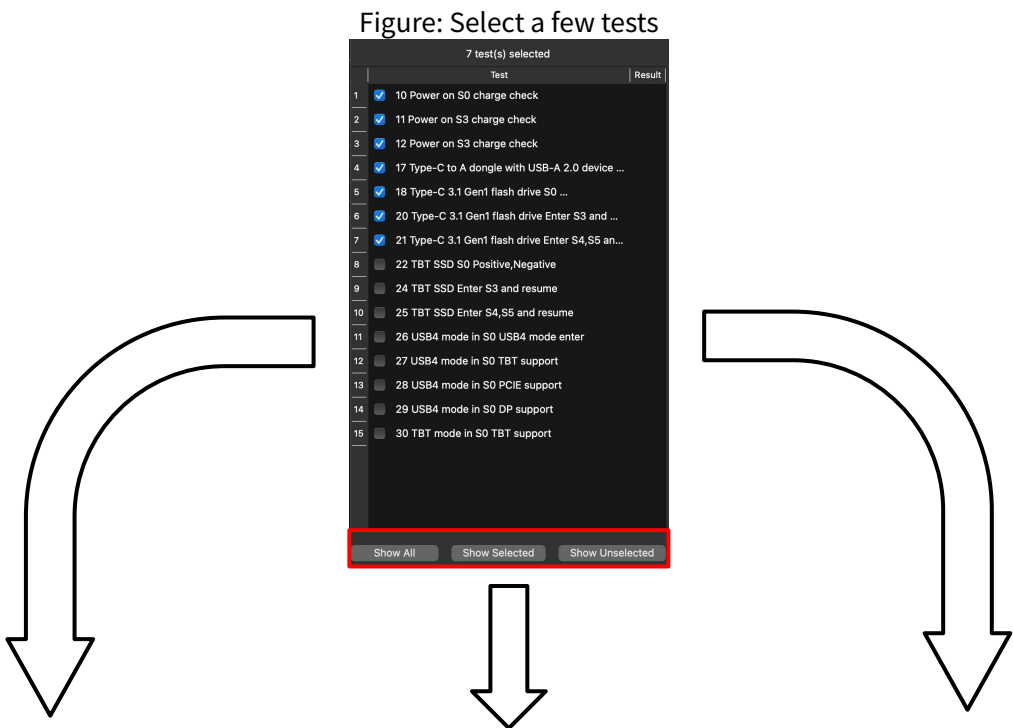 Figure: Select a few tests
7 test(s) selected
Test Result
1 10 Power on S0 charge check
2 11 Power on S3 charge check
3 12 Power on S3 charge check
4 17 Type-C to A dongle with USB-A 2.0 device ...
5 18 Type-C 3.1 Gen1 flash drive S0 ...
6 20 Type-C 3.1 Gen1 flash drive Enter S3 and ...
7 21 Type-C 3.1 Gen1 flash drive Enter S4,S5 an...
8 22 TBT SSD S0 Positive,Negative
9 24 TBT SSD Enter S3 and resume
10 25 TBT SSD Enter S4,S5 and resume
11 26 USB4 mode in S0 USB4 mode enter
12 27 USB4 mode in S0 TBT support
13 28 USB4 mode in S0 PCIE support
14 29 USB4 mode in S0 DP support
15 30 TBT mode in S0 TBT support
Show All Show Selected Show Unselected